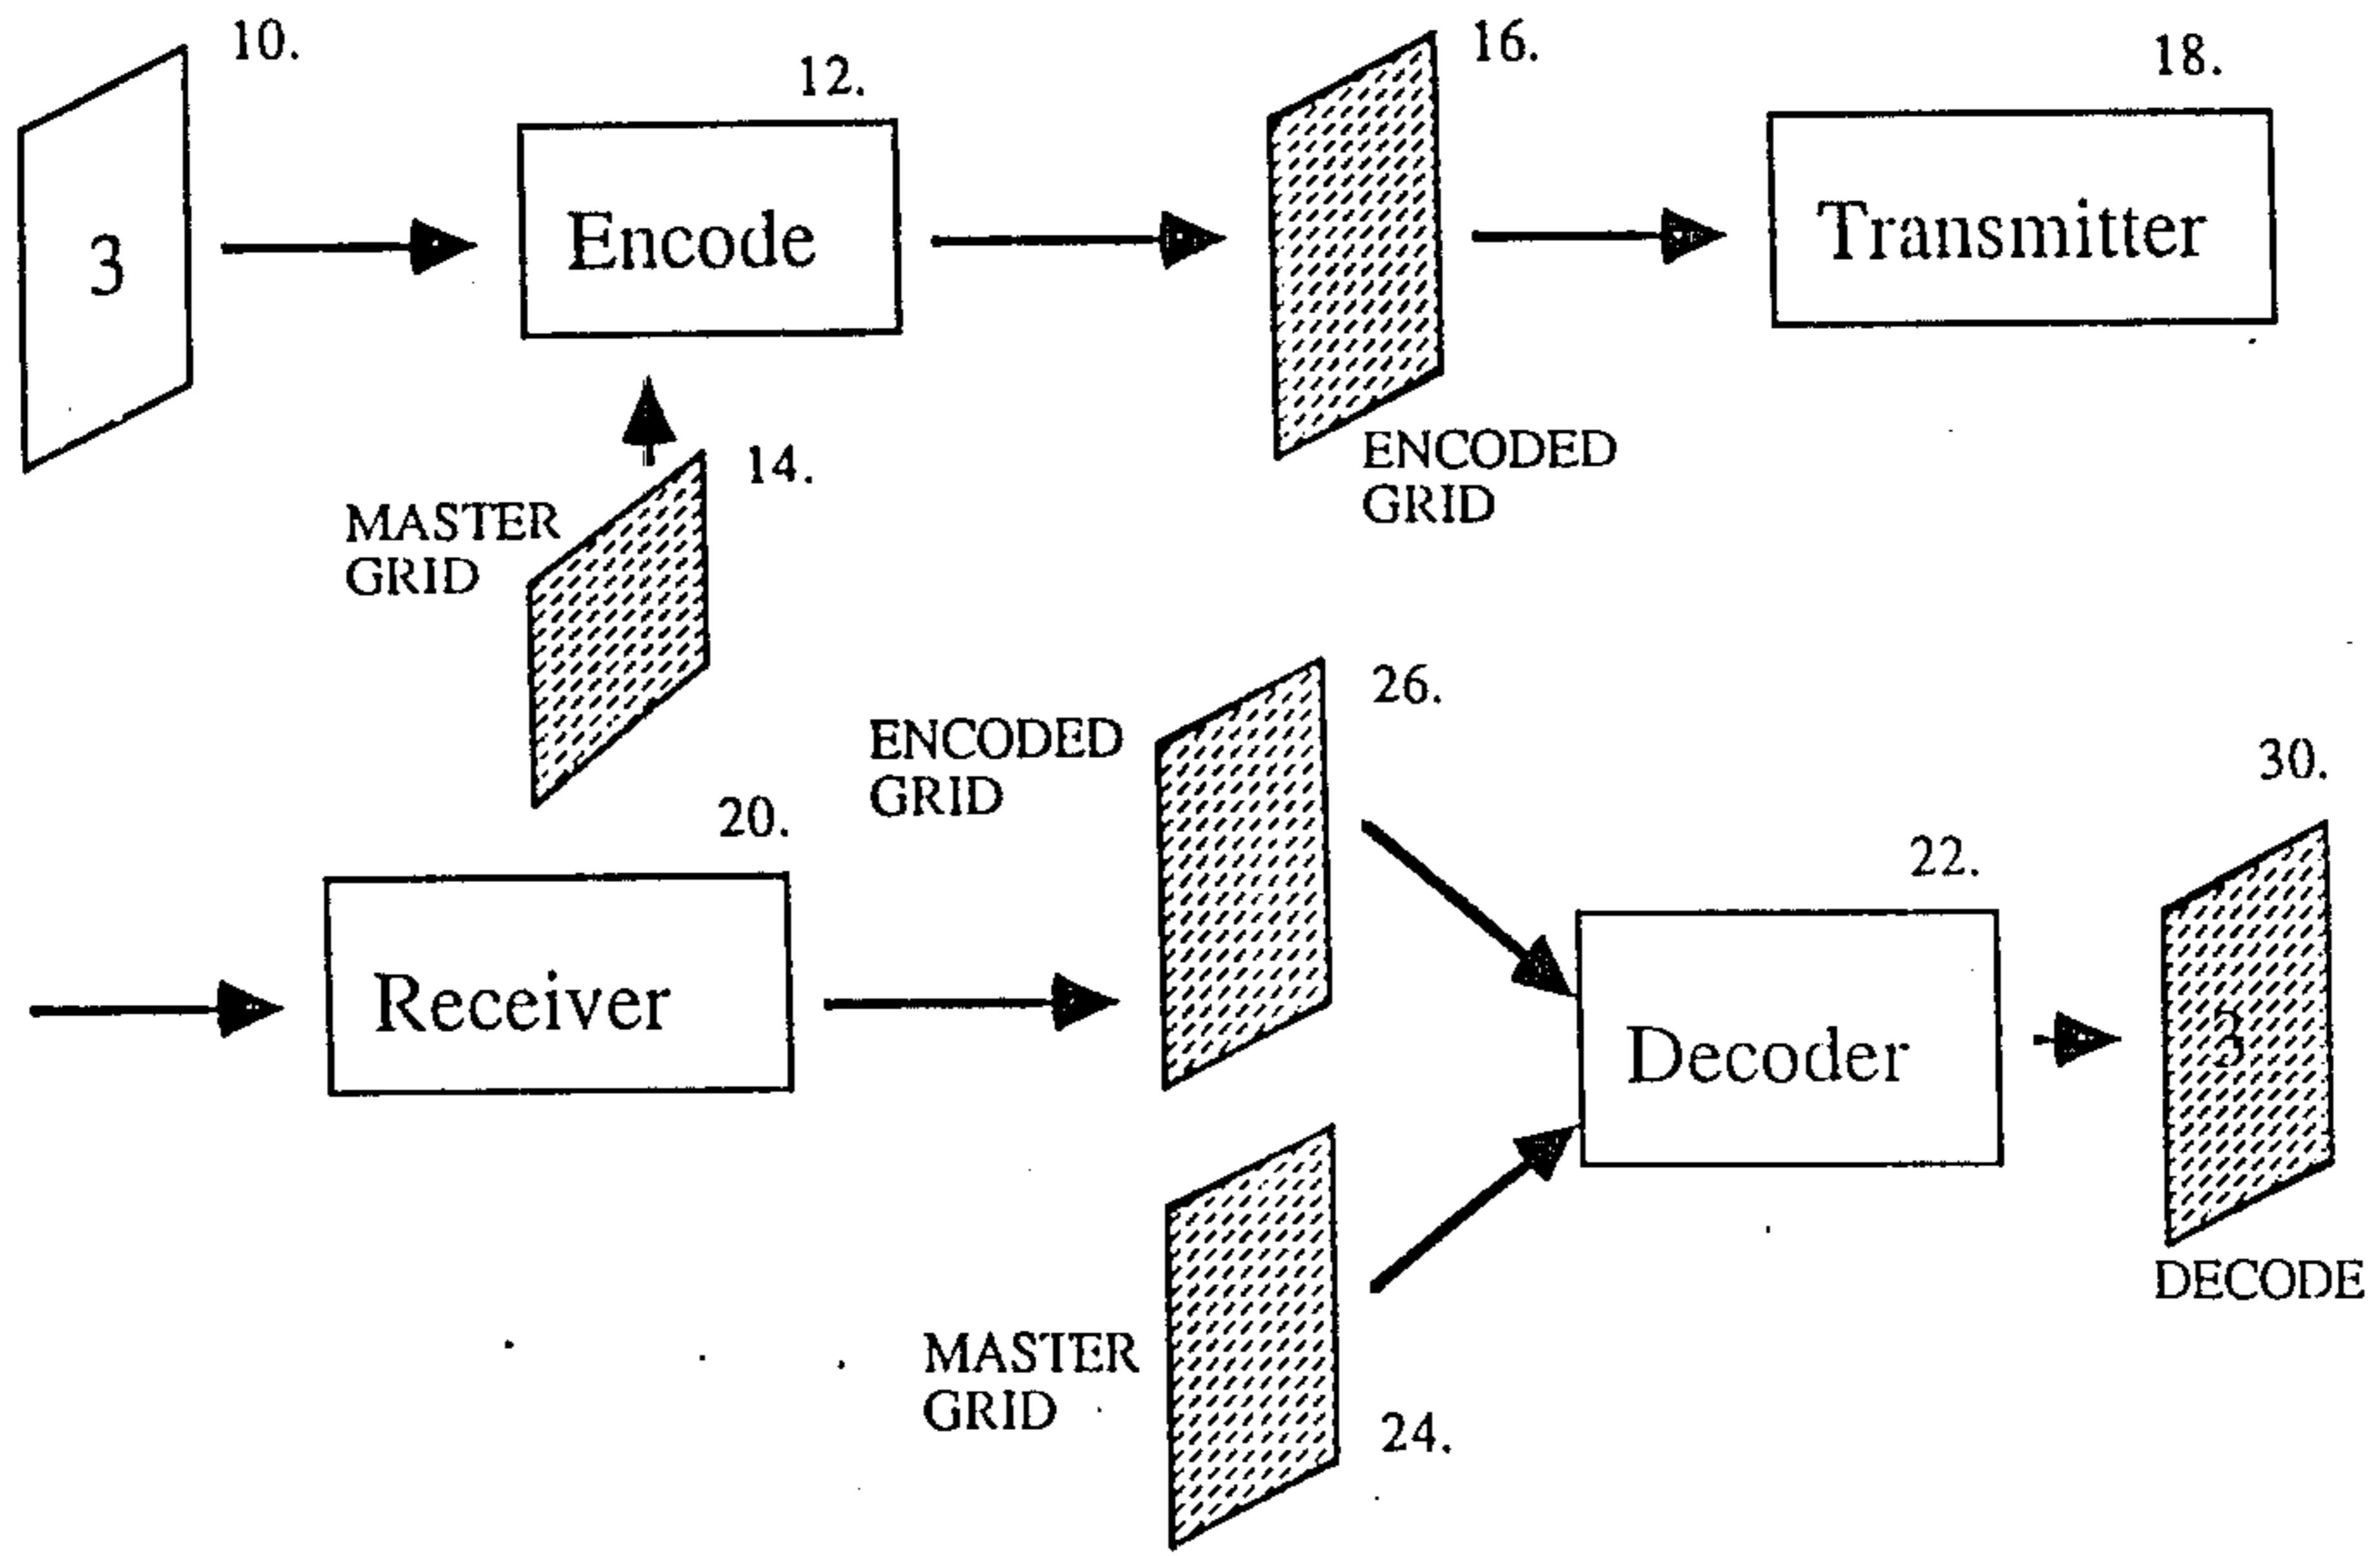 10.
12.
16.
18.
3
Encode
Transmitter
14.
MASTER
GRID
ENCODED
GRID
26.
ENCODED
GRID
20.
30.
22.
Receiver
Decoder
3
DECODE
MASTER
GRID
24.